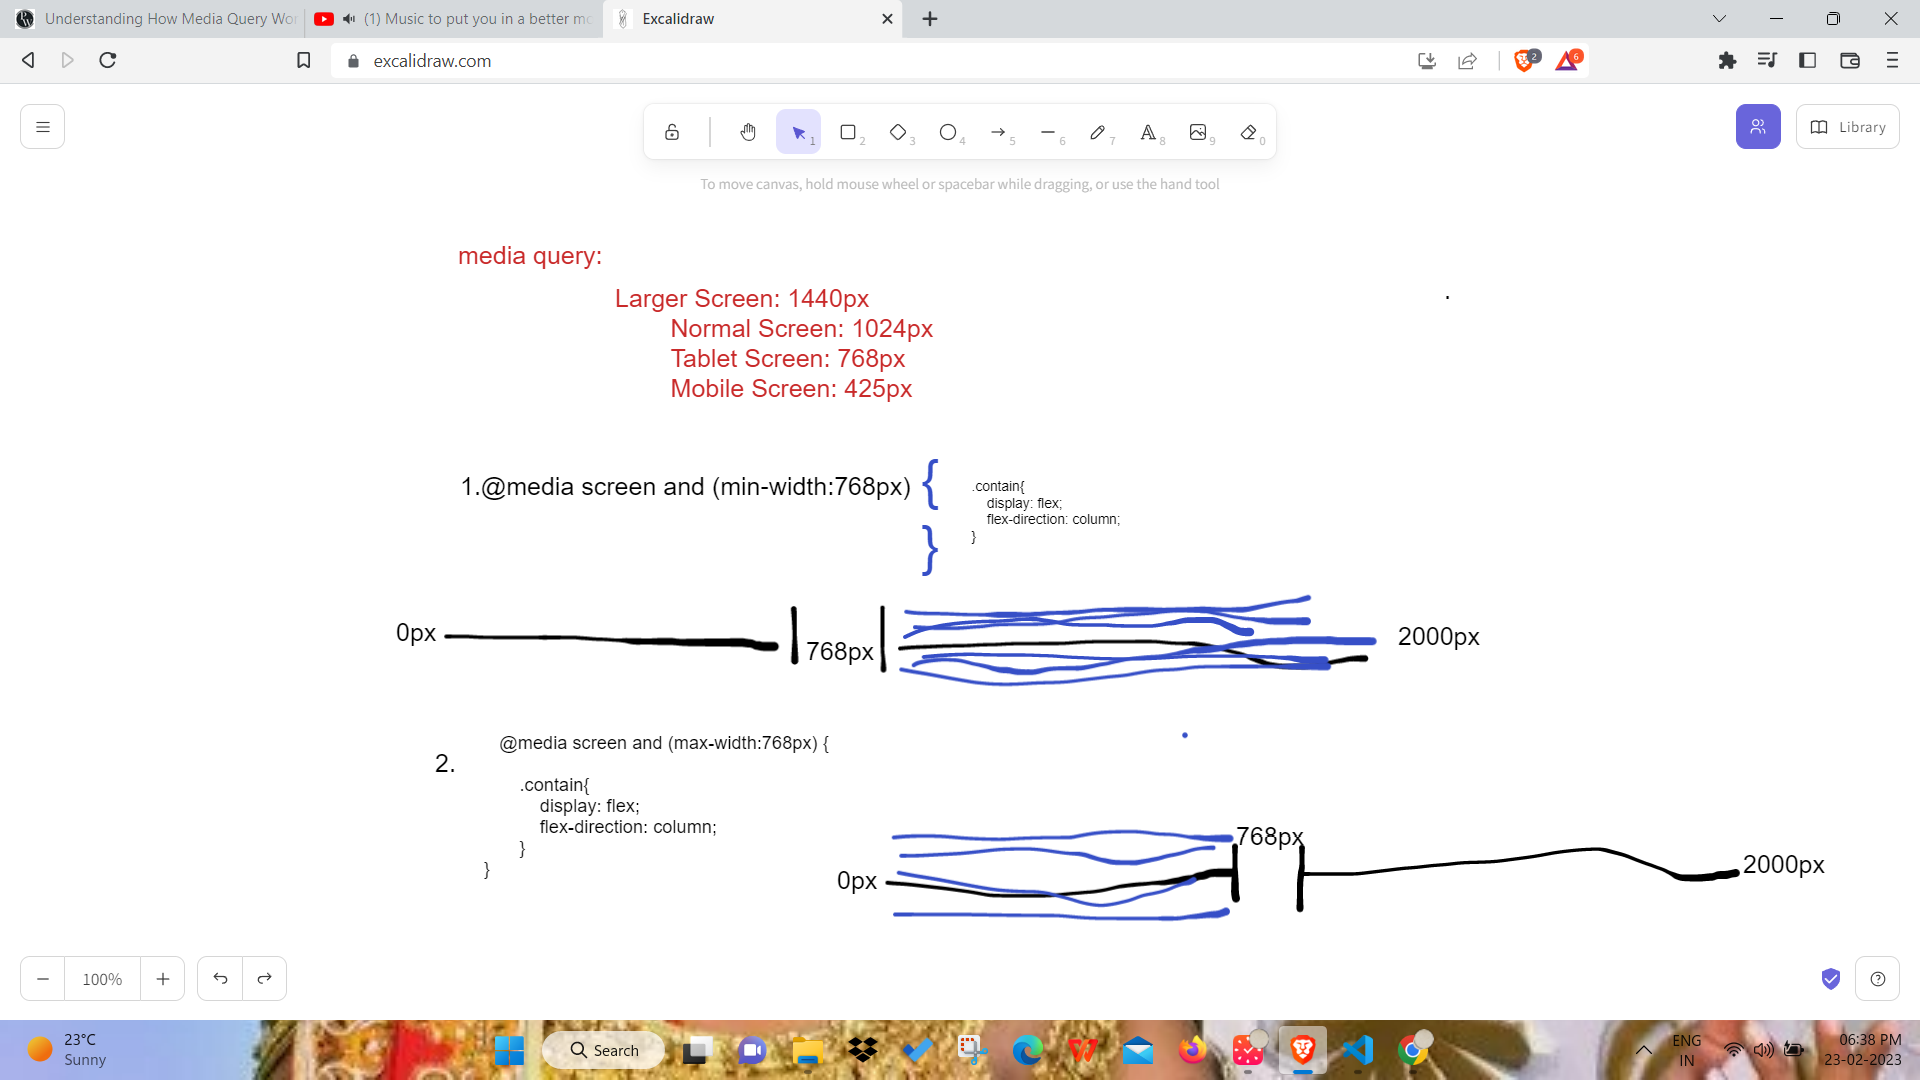 Understanding How Media Query Wor
(1) Music to put you in a better mo
Excalidraw
excalidraw.com
2
6
1
2
3
4
5
6
7
8
9
0
Library
To move canvas, hold mouse wheel or spacebar while dragging, or use the hand tool
media query:
Larger Screen: 1440px
Normal Screen: 1024px
Tablet Screen: 768px
Mobile Screen: 425px
1.@media screen and (min-width:768px) {
.contain{
display: flex;
flex-direction: column;
}
}
0px
768px
2000px
2.
@media screen and (max-width:768px) {
.contain{
display: flex;
flex-direction: column;
}
}
0px
768px
2000px
100%
23°C
Sunny
Search
ENG
IN
06:38 PM
23-02-2023